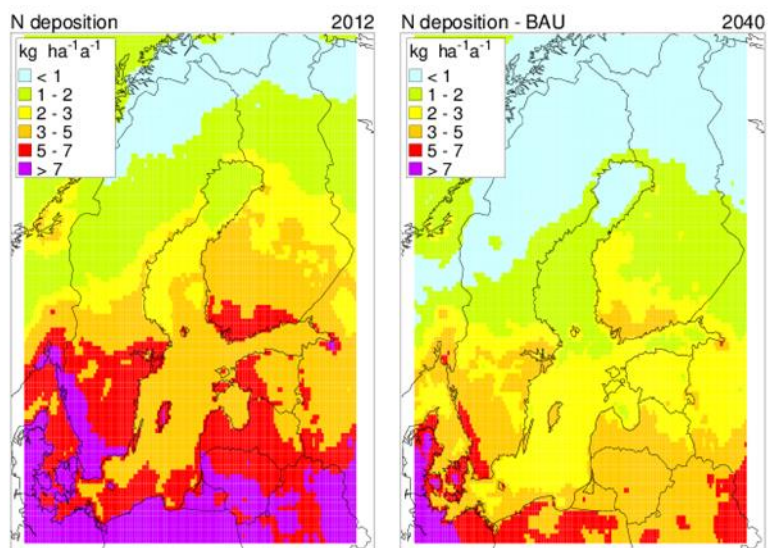 N deposition 2012
kg ha⁻¹a⁻¹
< 1
1 - 2
2 - 3
3 - 5
5 - 7
> 7
N deposition - BAU 2040
kg ha⁻¹a⁻¹
< 1
1 - 2
2 - 3
3 - 5
5 - 7
> 7